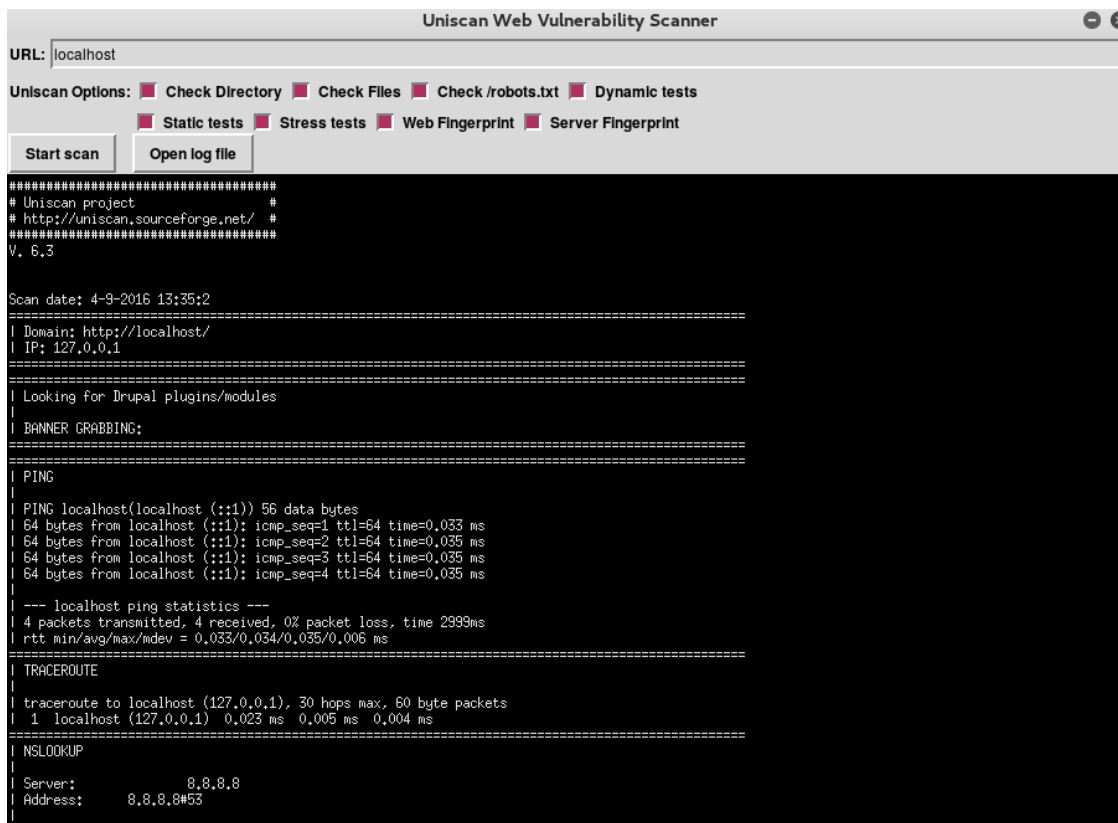 Uniscan Web Vulnerability Scanner
URL: localhost
Uniscan Options: Check Directory Check Files Check /robots.txt Dynamic tests
Static tests Stress tests Web Fingerprint Server Fingerprint
Start scan Open log file
####################################
# Uniscan project #
# http://uniscan.sourceforge.net/ #
####################################
V. 6.3
Scan date: 4-9-2016 13:35:2
===================================================================================================
| Domain: http://localhost/
| IP: 127.0.0.1
===================================================================================================
===================================================================================================
| Looking for Drupal plugins/modules
|
| BANNER GRABBING:
===================================================================================================
===================================================================================================
| PING
|
| PING localhost(localhost (::1)) 56 data bytes
| 64 bytes from localhost (::1): icmp_seq=1 ttl=64 time=0.033 ms
| 64 bytes from localhost (::1): icmp_seq=2 ttl=64 time=0.035 ms
| 64 bytes from localhost (::1): icmp_seq=3 ttl=64 time=0.035 ms
| 64 bytes from localhost (::1): icmp_seq=4 ttl=64 time=0.035 ms
|
| --- localhost ping statistics ---
| 4 packets transmitted, 4 received, 0% packet loss, time 2999ms
| rtt min/avg/max/mdev = 0.033/0.034/0.035/0.006 ms
===================================================================================================
| TRACEROUTE
|
| traceroute to localhost (127.0.0.1), 30 hops max, 60 byte packets
| 1 localhost (127.0.0.1) 0.023 ms 0.005 ms 0.004 ms
===================================================================================================
| NSLOOKUP
|
| Server: 8.8.8.8
| Address: 8.8.8.8#53
|